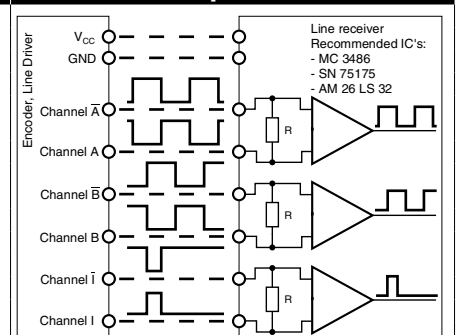 Encoder, Line Driver
V_CC
GND
Channel A̅
Channel A
Channel B̅
Channel B
Channel I̅
Channel I
Line receiver
Recommended IC's:
- MC 3486
- SN 75175
- AM 26 LS 32
R
R
R